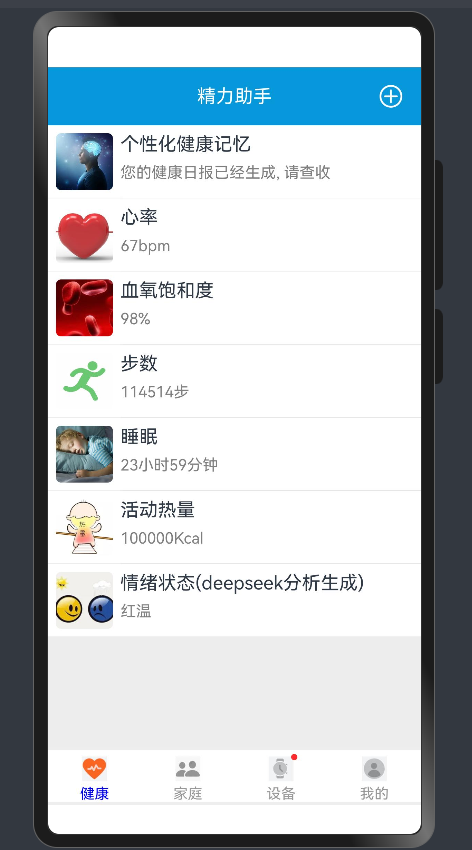 精力助手
个性化健康记忆
您的健康日报已经生成, 请查收
心率
67bpm
血氧饱和度
98%
步数
114514步
睡眠
23小时59分钟
活动热量
100000Kcal
情绪状态(deepseek分析生成)
红温
健康
家庭
设备
我的